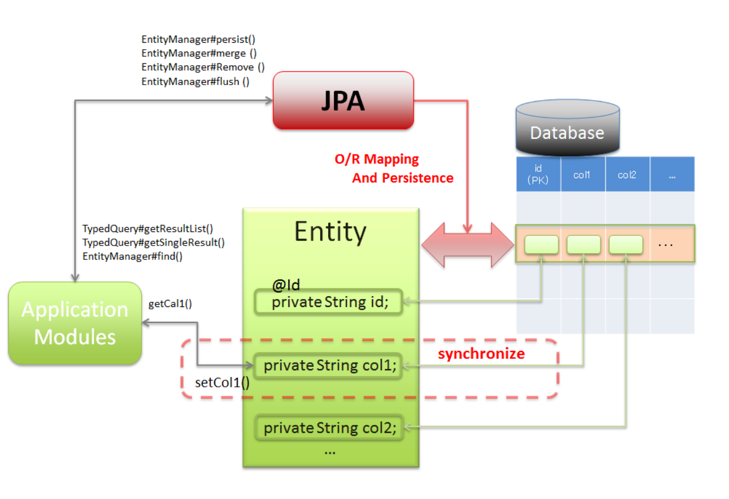 EntityManager#persist()
EntityManager#merge ()
EntityManager#Remove ()
EntityManager#flush ()
JPA
Database
O/R Mapping
And Persistence
id
(PK)
col1
col2
...
TypedQuery#getResultList()
TypedQuery#getSingleResult()
EntityManager#find()
Entity
...
@Id
private String id;
Application
Modules
getCal1()
synchronize
private String col1;
setCol1()
private String col2;
...